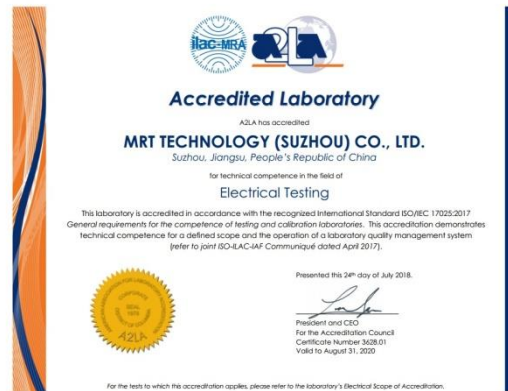 ilac-MRA
A2LA
Accredited Laboratory
A2LA has accredited
MRT TECHNOLOGY (SUZHOU) CO., LTD.
Suzhou, Jiangsu, People's Republic of China
for technical competence in the field of
Electrical Testing
This laboratory is accredited in accordance with the recognized International Standard ISO/IEC 17025:2017
General requirements for the competence of testing and calibration laboratories. This accreditation demonstrates
technical competence for a defined scope and the operation of a laboratory quality management system
(refer to joint ISO-ILAC-IAF Communiqué dated April 2017).
CORPORATE
SEAL
1978
A2LA
Presented this 24th day of July 2018.
President and CEO
For the Accreditation Council
Certificate Number 3628.01
Valid to August 31, 2020
For the tests to which this accreditation applies, please refer to the laboratory's Electrical Scope of Accreditation.